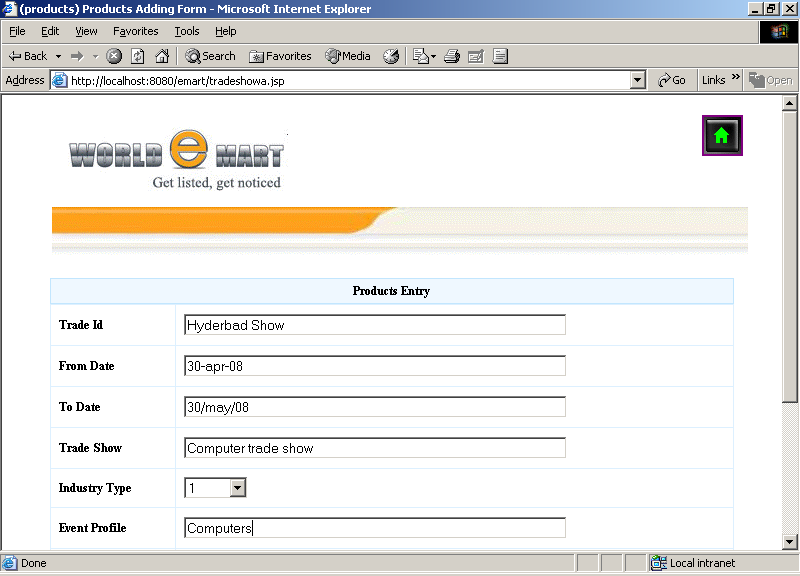 (products) Products Adding Form - Microsoft Internet Explorer
File Edit View Favorites Tools Help
Back Search Favorites Media
Address http://localhost:8080/emart/tradeshowa.jsp Go Links » Open
WORLD e MART
Get listed, get noticed
Products Entry
Trade Id Hyderbad Show
From Date 30-apr-08
To Date 30/may/08
Trade Show Computer trade show
Industry Type 1
Event Profile Computers
Done Local intranet